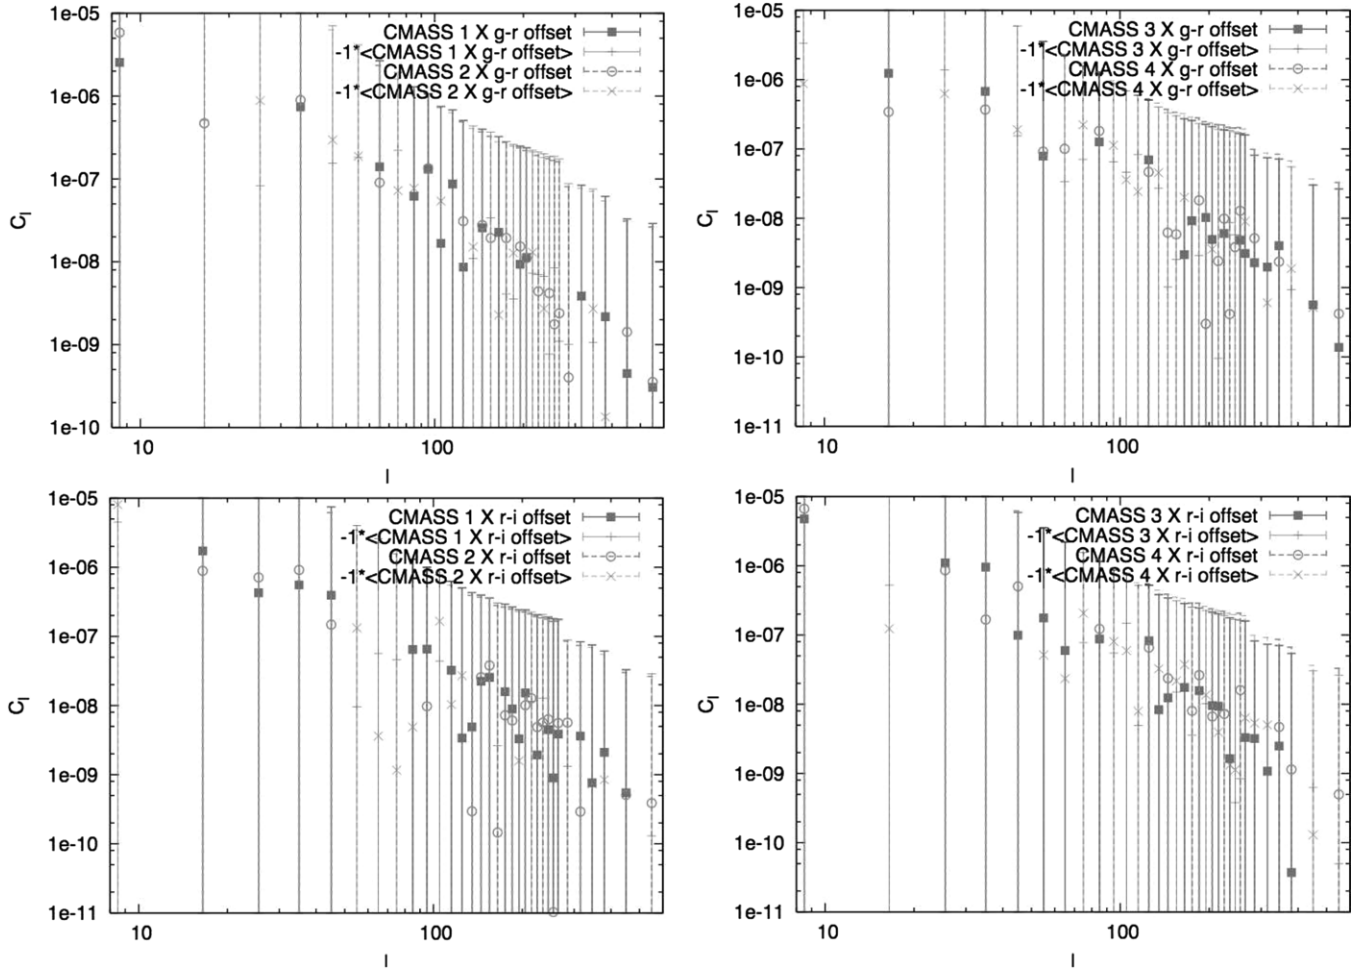 1e-05
CMASS 1 X g-r offset
-1*<CMASS 1 X g-r offset>
CMASS 2 X g-r offset
-1*<CMASS 2 X g-r offset>
1e-06
1e-07
1e-08
1e-09
1e-10
C_l
10
100
l
1e-05
CMASS 3 X g-r offset
-1*<CMASS 3 X g-r offset>
CMASS 4 X g-r offset
-1*<CMASS 4 X g-r offset>
1e-06
1e-07
1e-08
1e-09
1e-10
1e-11
C_l
10
100
l
1e-05
CMASS 1 X r-i offset
-1*<CMASS 1 X r-i offset>
CMASS 2 X r-i offset
-1*<CMASS 2 X r-i offset>
1e-06
1e-07
1e-08
1e-09
1e-10
1e-11
C_l
10
100
l
1e-05
CMASS 3 X r-i offset
-1*<CMASS 3 X r-i offset>
CMASS 4 X r-i offset
-1*<CMASS 4 X r-i offset>
1e-06
1e-07
1e-08
1e-09
1e-10
1e-11
C_l
10
100
l